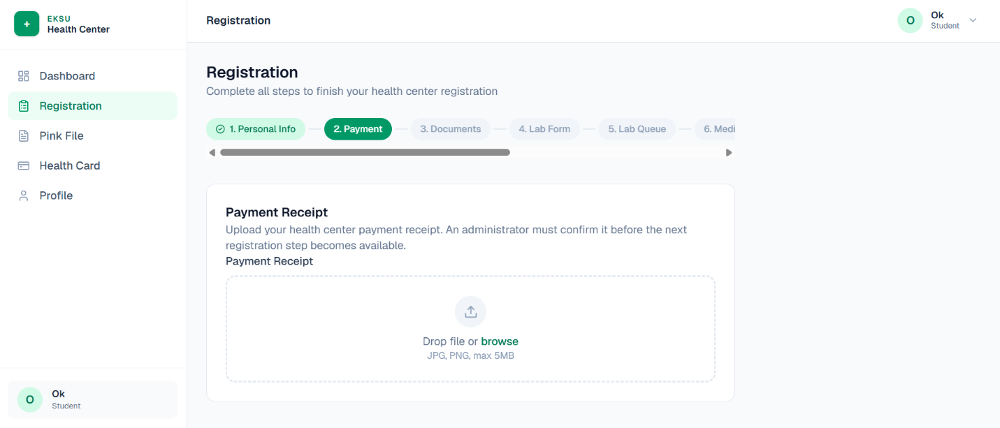 +
EKSU
Health Center
Dashboard
Registration
Pink File
Health Card
Profile
O
Ok
Student
Registration
O
Ok
Student
Registration
Complete all steps to finish your health center registration
1. Personal Info
2. Payment
3. Documents
4. Lab Form
5. Lab Queue
6. Medi
Payment Receipt
Upload your health center payment receipt. An administrator must confirm it before the next
registration step becomes available.
Payment Receipt
Drop file or browse
JPG, PNG, max 5MB